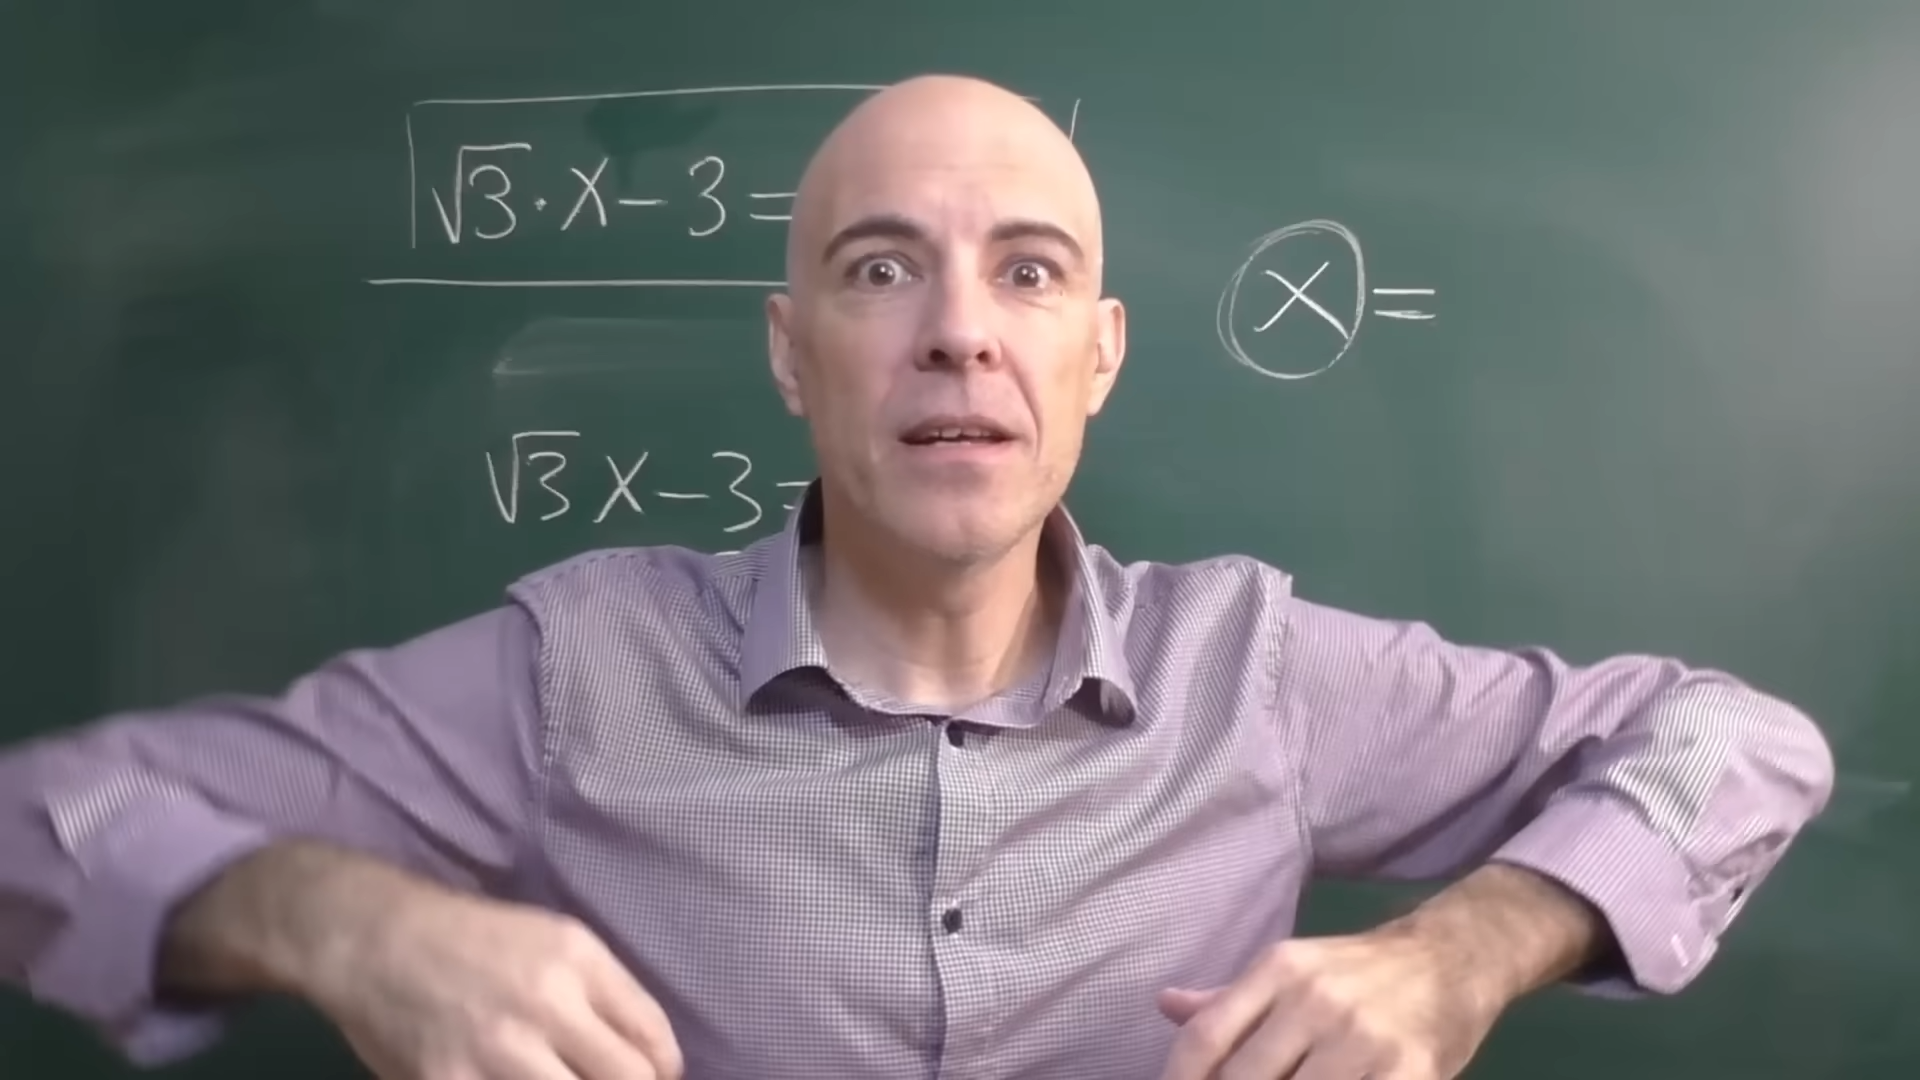 √3·x-3=
x=
√3x-3=